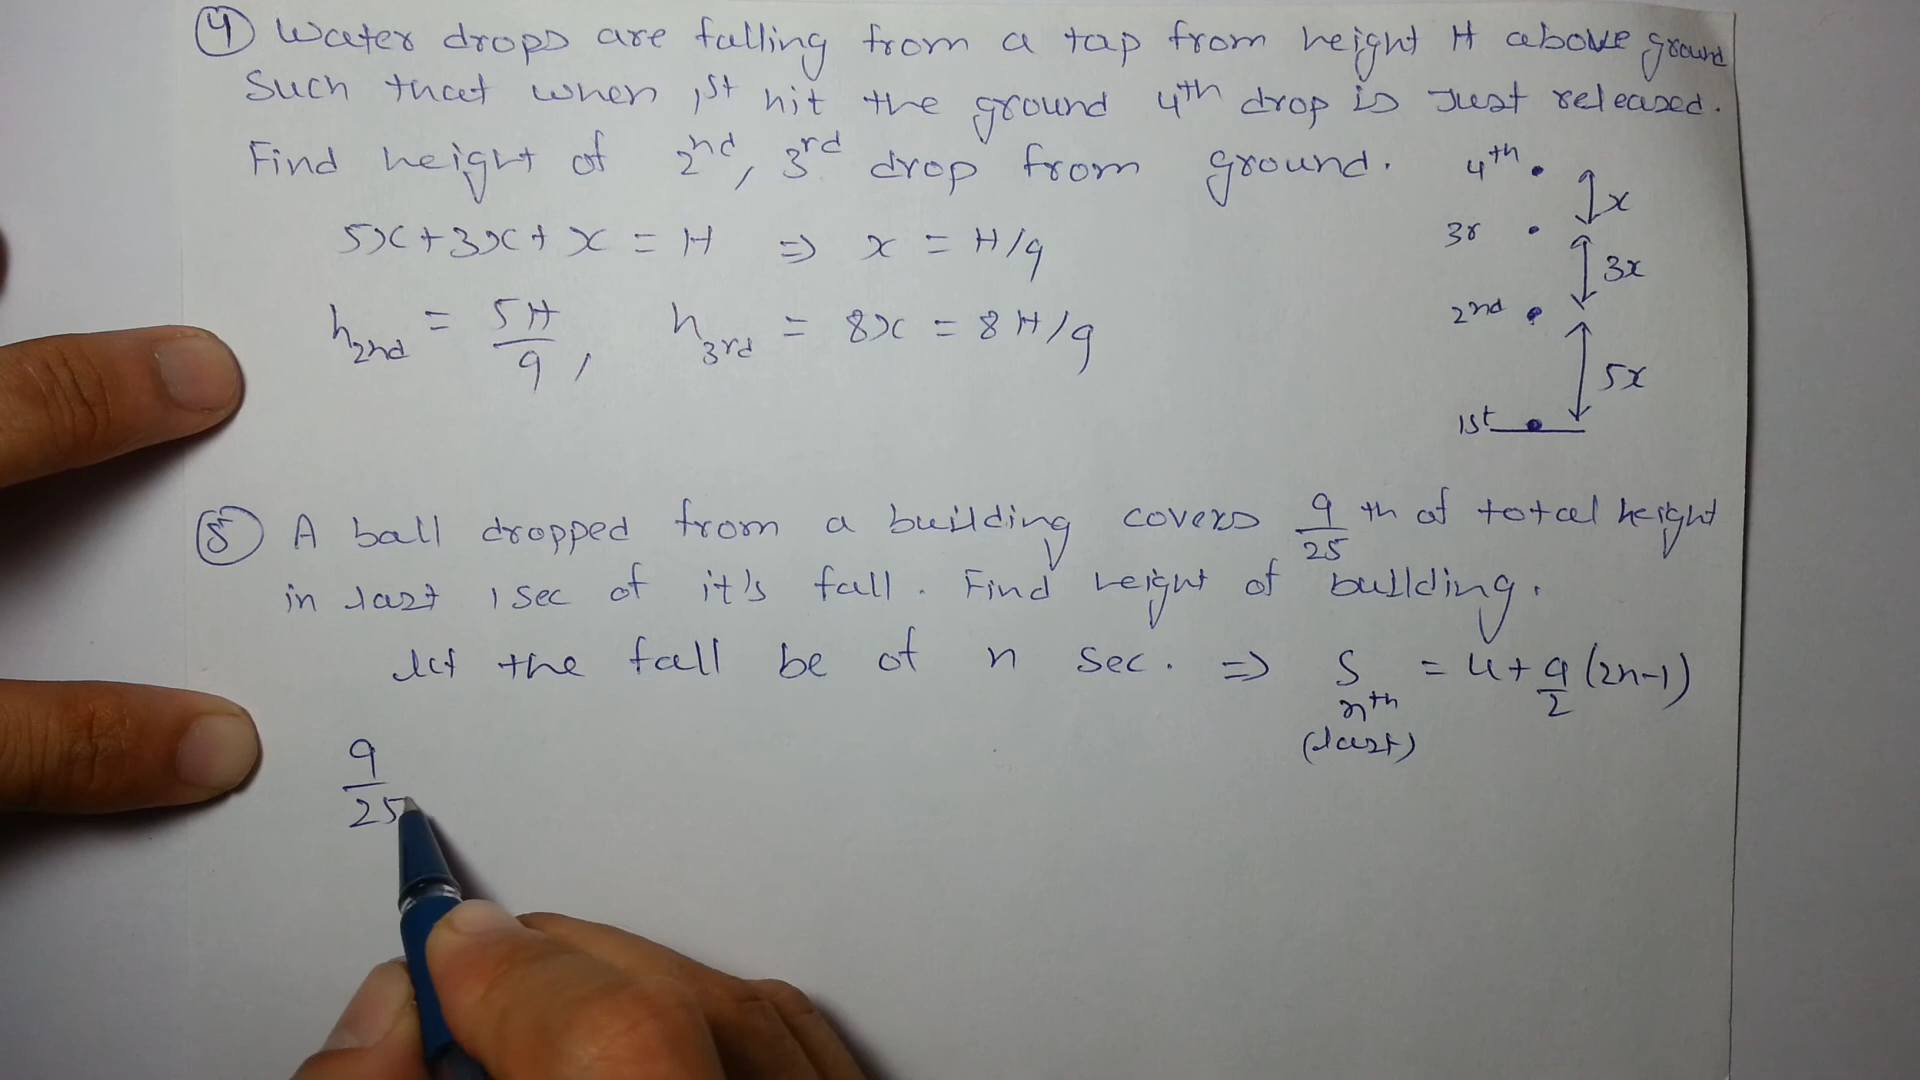 4 Water drops are falling from a tap from height H above ground
Such that when 1st hit the ground 4th drop is Just released.
Find height of 2nd, 3rd drop from ground.
4th
x
3r
3x
2nd
5x
1st
5x+3x+x = H ⇒ x = H/9
h2nd = 5H/9, h3rd = 8x = 8H/9
5 A ball dropped from a building covers 9/25 th of total height
in last 1 sec of it's fall. Find height of building.
let the fall be of n sec. ⇒ S nth = u + a/2 (2n-1)
(last)
9/25